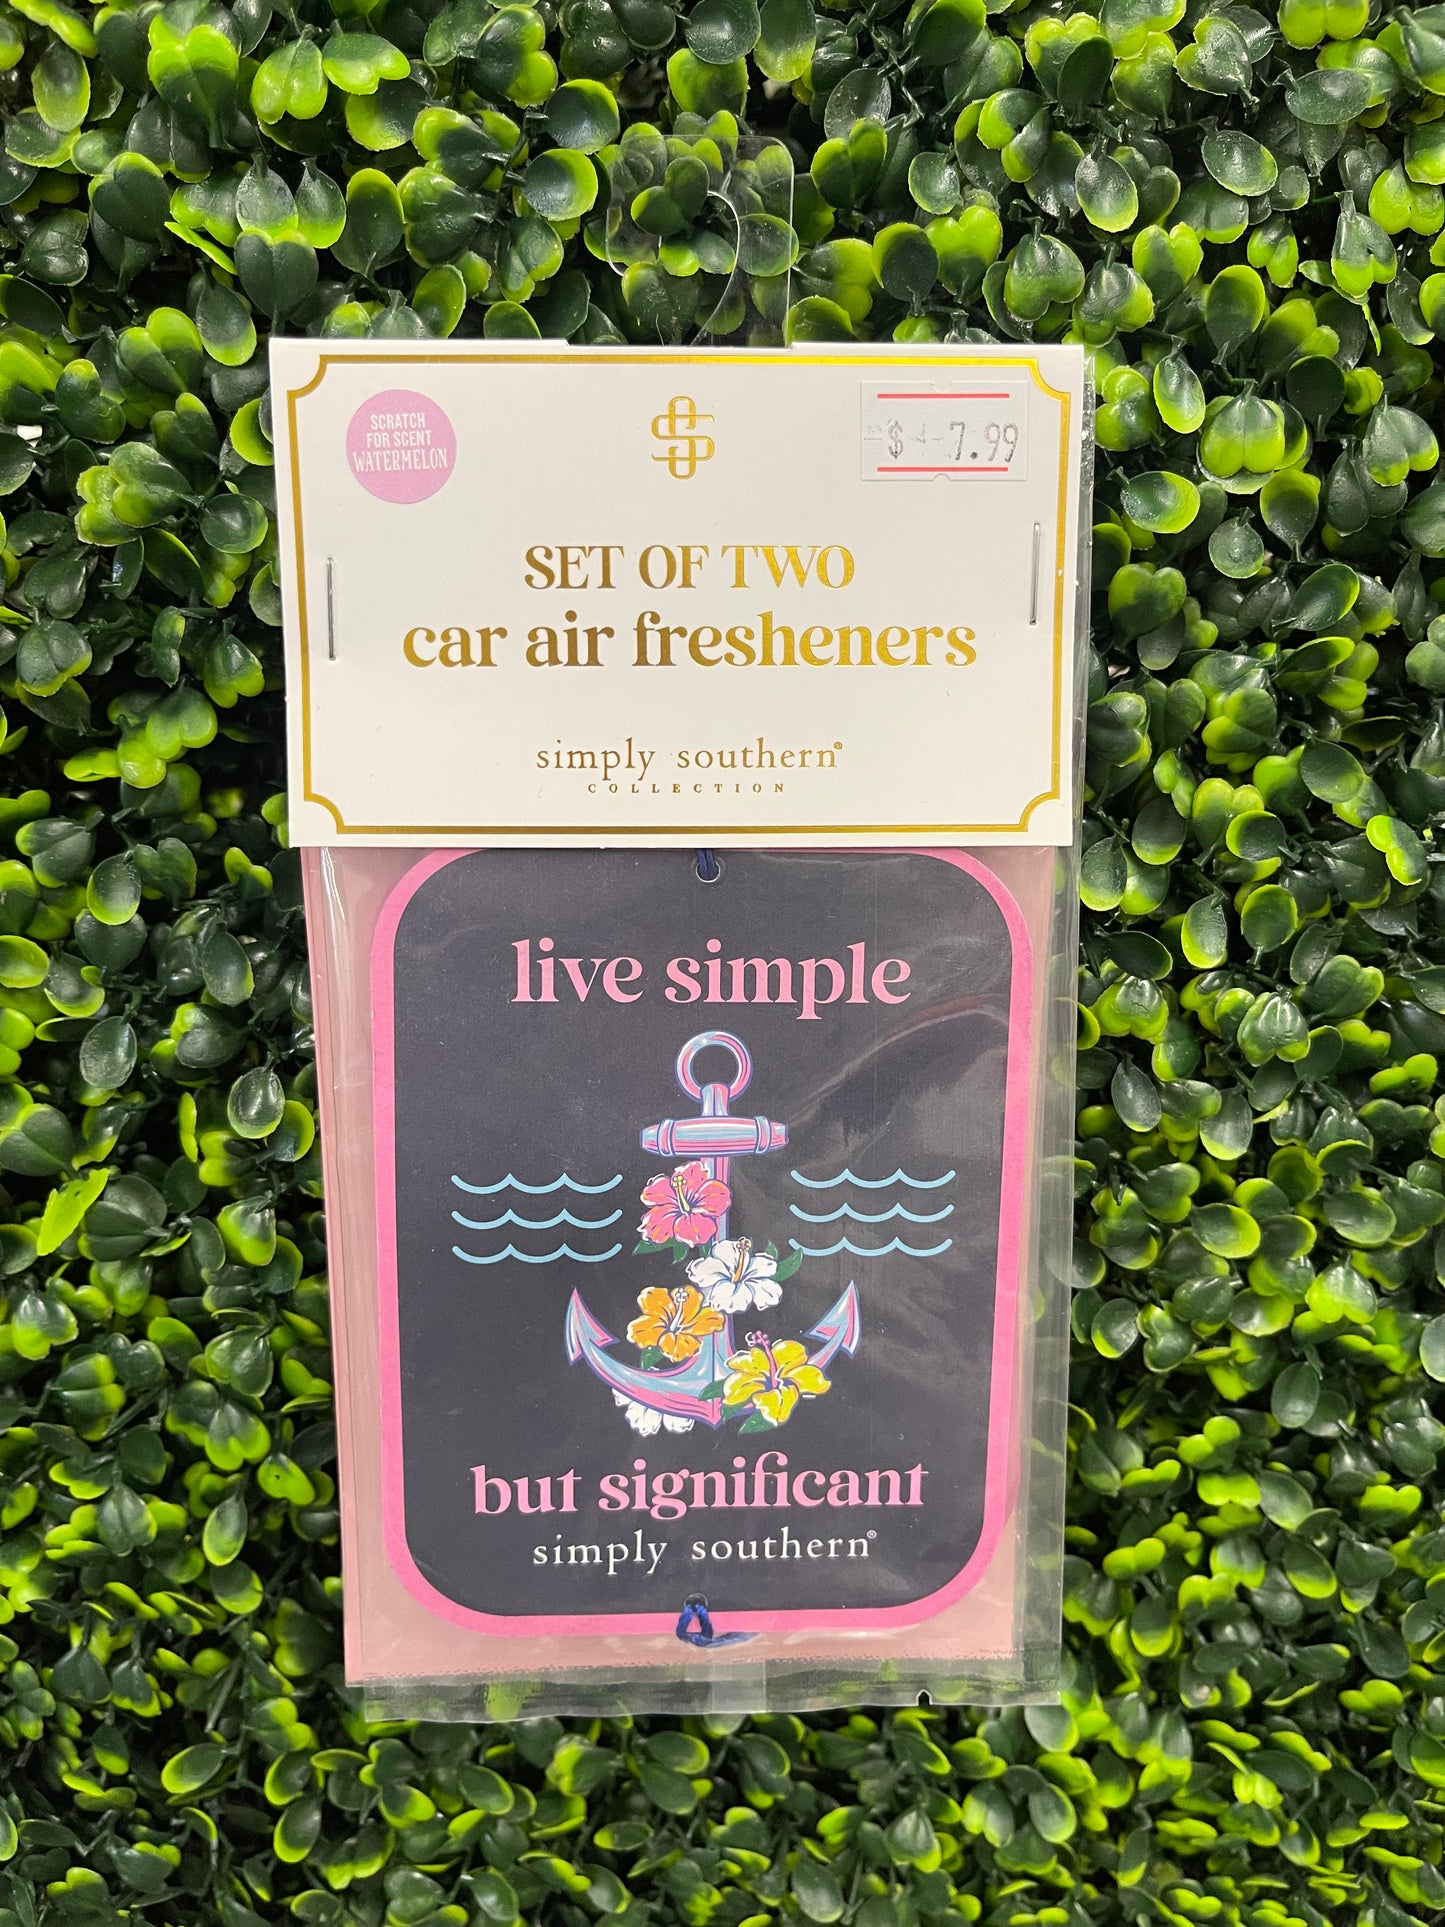 SCRATCH
FOR SCENT
WATERMELON
$ 7.99
SET OF TWO
car air fresheners
simply southern®
COLLECTION
live simple
but significant
simply southern®